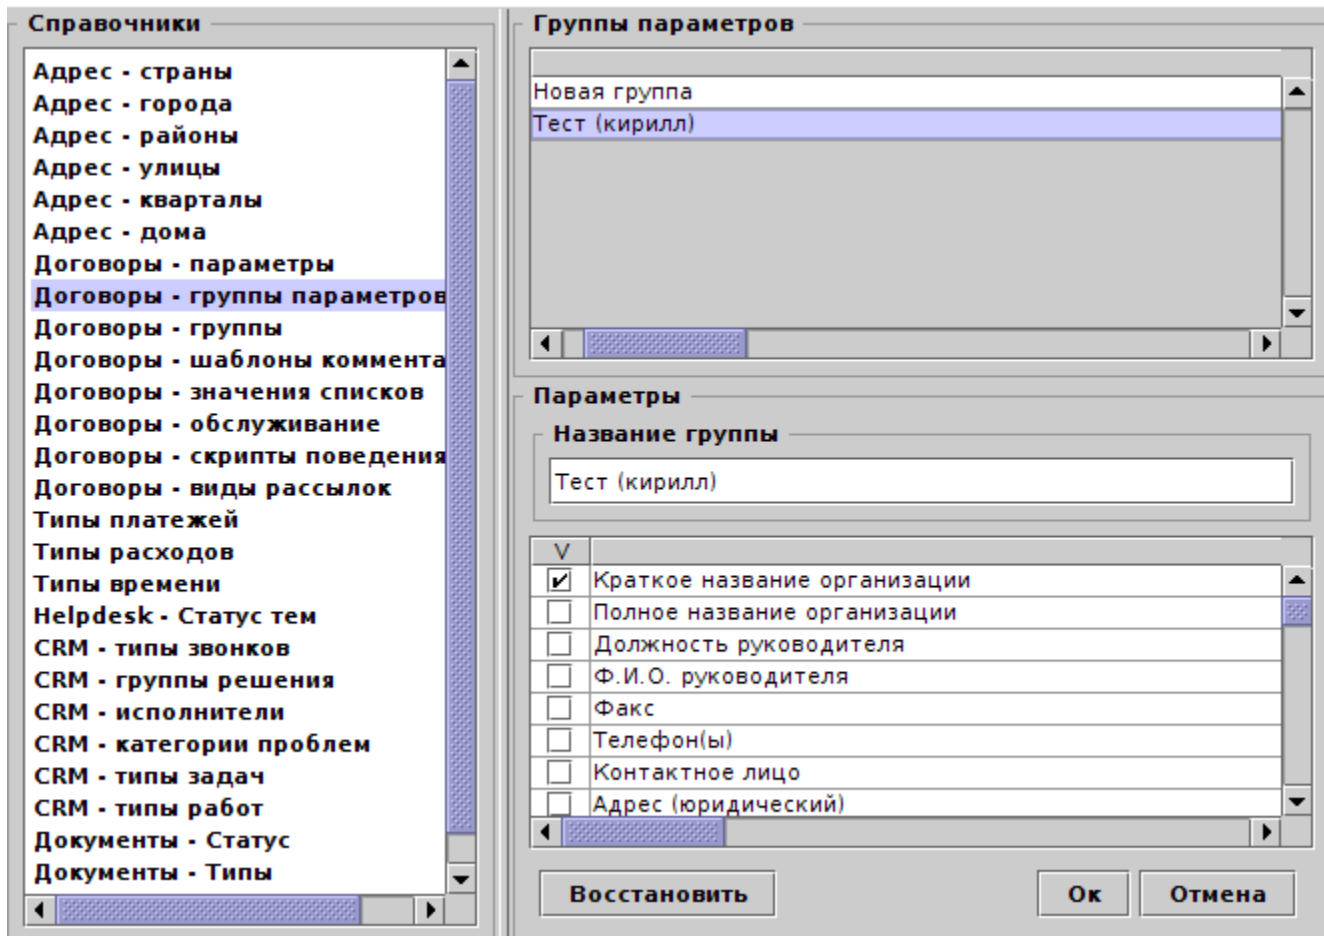 Справочники
Адрес - страны
Адрес - города
Адрес - районы
Адрес - улицы
Адрес - кварталы
Адрес - дома
Договоры - параметры
Договоры - группы параметров
Договоры - группы
Договоры - шаблоны коммента
Договоры - значения списков
Договоры - обслуживание
Договоры - скрипты поведения
Договоры - виды рассылок
Типы платежей
Типы расходов
Типы времени
Helpdesk - Статус тем
CRM - типы звонков
CRM - группы решения
CRM - исполнители
CRM - категории проблем
CRM - типы задач
CRM - типы работ
Документы - Статус
Документы - Типы
Группы параметров
Новая группа
Тест (кирилл)
Параметры
Название группы
Тест (кирилл)
V
Краткое название организации
Полное название организации
Должность руководителя
Ф.И.О. руководителя
Факс
Телефон(ы)
Контактное лицо
Адрес (юридический)
Восстановить
Ок
Отмена